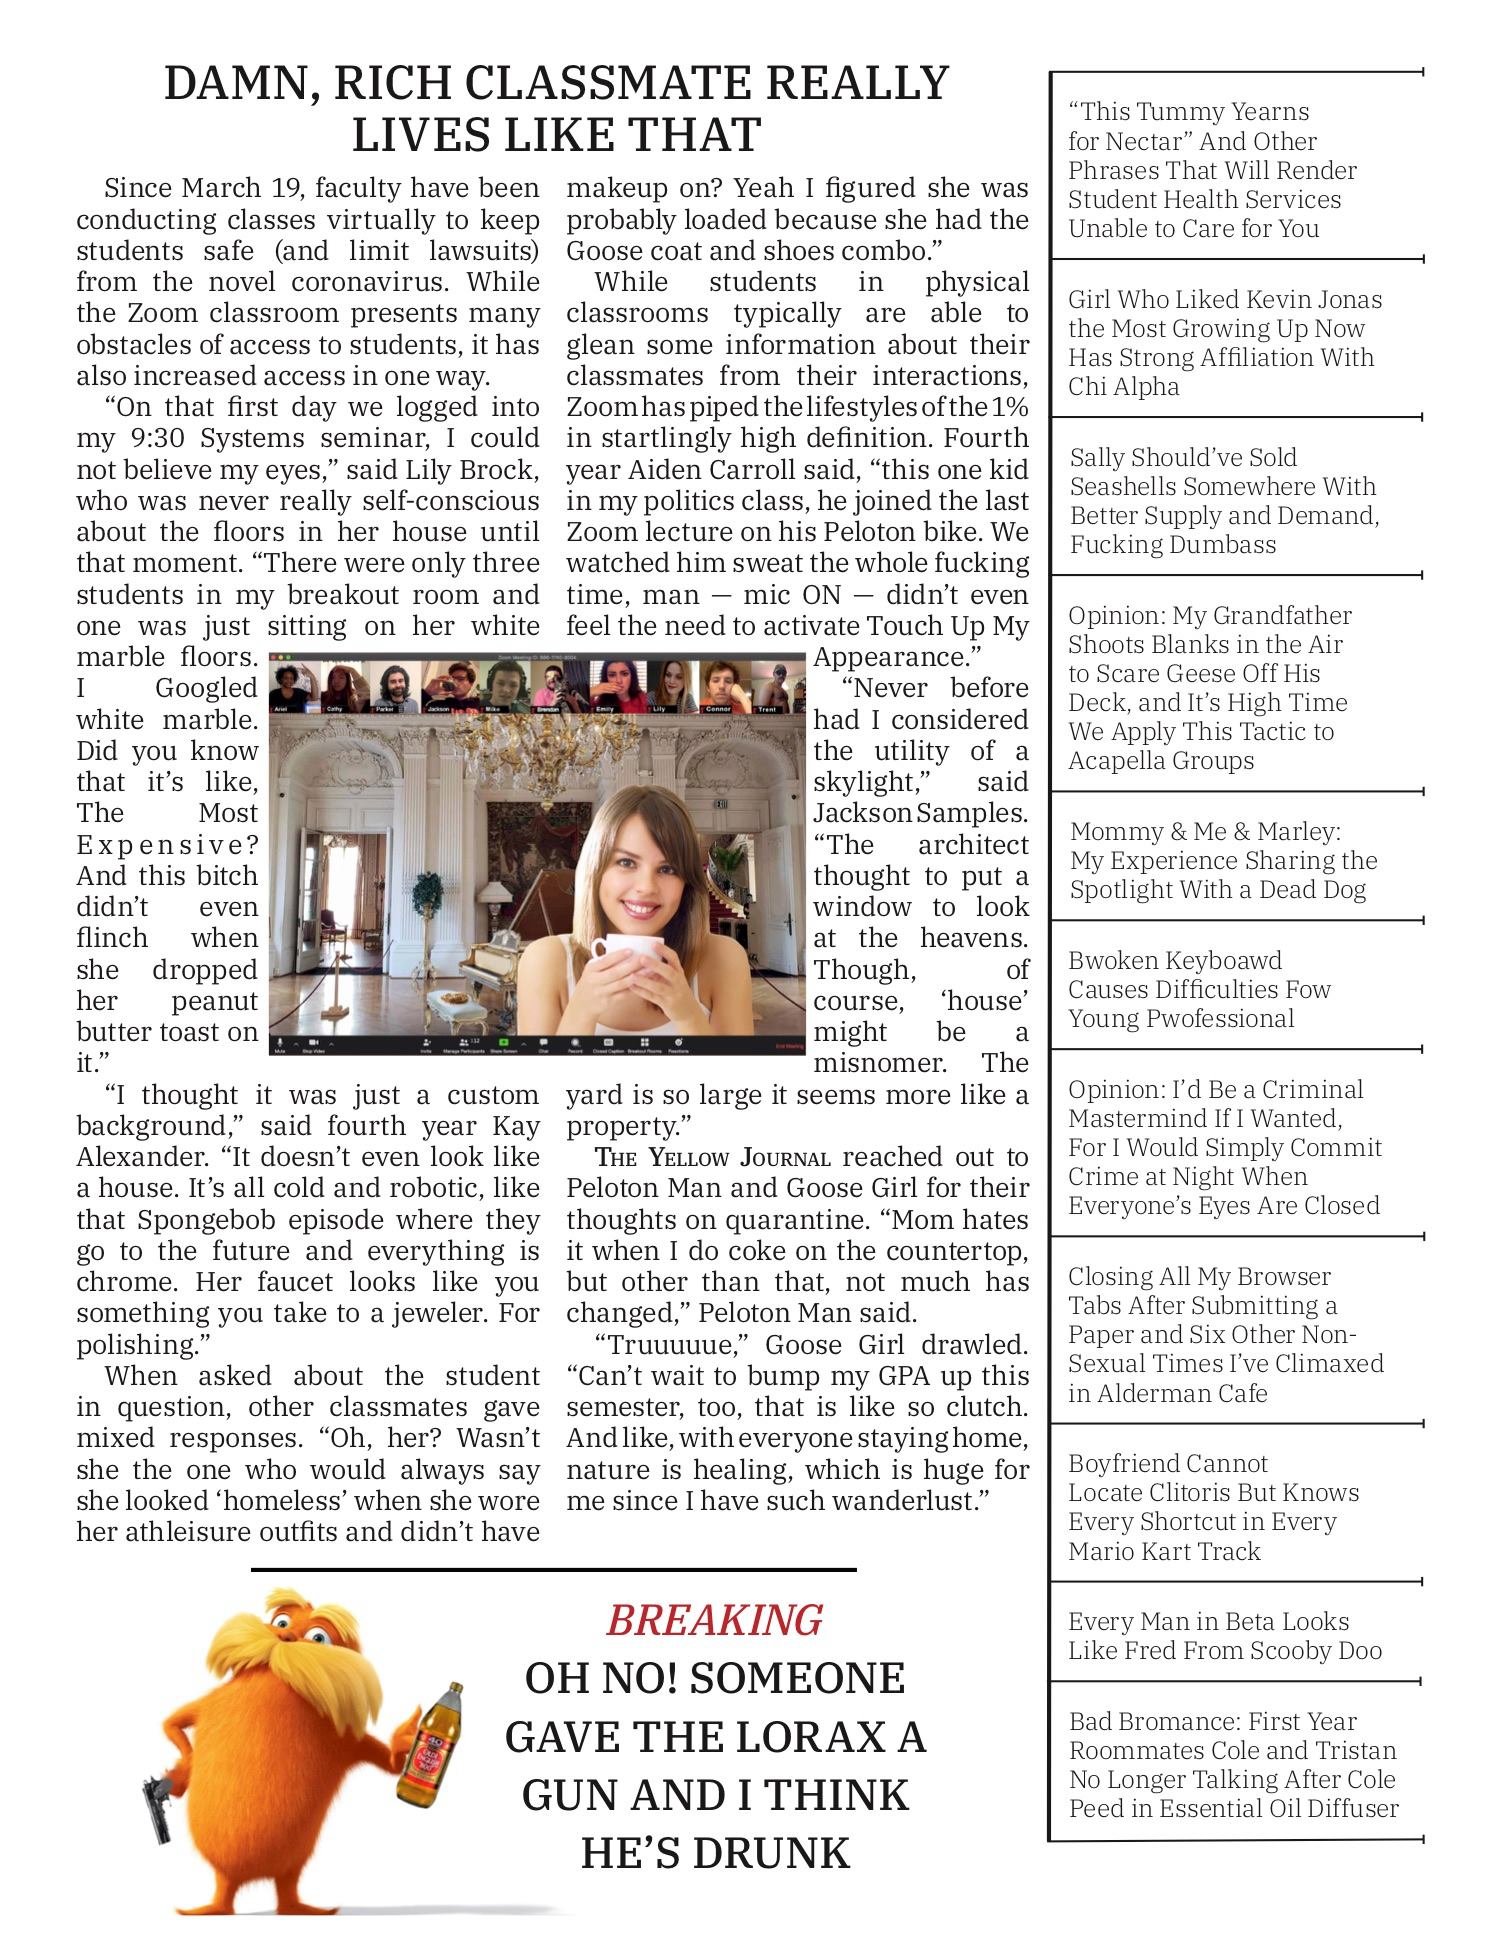 DAMN, RICH CLASSMATE REALLY
LIVES LIKE THAT
Since March 19, faculty have been
conducting classes virtually to keep
students safe (and limit lawsuits)
from the novel coronavirus. While
the Zoom classroom presents many
obstacles of access to students, it has
also increased access in one way.
“On that first day we logged into
my 9:30 Systems seminar, I could
not believe my eyes,” said Lily Brock,
who was never really self-conscious
about the floors in her house until
that moment. “There were only three
students in my breakout room and
one was just sitting on her white
marble floors.
I Googled
white marble.
Did you know
that it’s like,
The Most
Expensive?
And this bitch
didn’t even
flinch when
she dropped
her peanut
butter toast on
it.”
“I thought it was just a custom
background,” said fourth year Kay
Alexander. “It doesn’t even look like
a house. It’s all cold and robotic, like
that Spongebob episode where they
go to the future and everything is
chrome. Her faucet looks like you
something you take to a jeweler. For
polishing.”
When asked about the student
in question, other classmates gave
mixed responses. “Oh, her? Wasn’t
she the one who would always say
she looked ‘homeless’ when she wore
her athleisure outfits and didn’t have
makeup on? Yeah I figured she was
probably loaded because she had the
Goose coat and shoes combo.”
While students in physical
classrooms typically are able to
glean some information about their
classmates from their interactions,
Zoom has piped the lifestyles of the 1%
in startlingly high definition. Fourth
year Aiden Carroll said, “this one kid
in my politics class, he joined the last
Zoom lecture on his Peloton bike. We
watched him sweat the whole fucking
time, man — mic ON — didn’t even
feel the need to activate Touch Up My
Appearance.”
“Never before
had I considered
the utility of a
skylight,” said
Jackson Samples.
“The architect
thought to put a
window to look
at the heavens.
Though, of
course, ‘house’
might be a
misnomer. The
yard is so large it seems more like a
property.”
THE YELLOW JOURNAL reached out to
Peloton Man and Goose Girl for their
thoughts on quarantine. “Mom hates
it when I do coke on the countertop,
but other than that, not much has
changed,” Peloton Man said.
“Truuuuue,” Goose Girl drawled.
“Can’t wait to bump my GPA up this
semester, too, that is like so clutch.
And like, with everyone staying home,
nature is healing, which is huge for
me since I have such wanderlust.”
Ariel Cathy Parker Jackson Mike Brendan Emily Lily Connor Trent
EXIT
Mute Stop Video Invite Manage Participants Share Screen Chat Record Closed Caption Breakout Rooms Reactions End Meeting
BREAKING
OH NO! SOMEONE
GAVE THE LORAX A
GUN AND I THINK
HE’S DRUNK
40
OLDE
ENGLISH
800
“This Tummy Yearns
for Nectar” And Other
Phrases That Will Render
Student Health Services
Unable to Care for You
Girl Who Liked Kevin Jonas
the Most Growing Up Now
Has Strong Affiliation With
Chi Alpha
Sally Should’ve Sold
Seashells Somewhere With
Better Supply and Demand,
Fucking Dumbass
Opinion: My Grandfather
Shoots Blanks in the Air
to Scare Geese Off His
Deck, and It’s High Time
We Apply This Tactic to
Acapella Groups
Mommy & Me & Marley:
My Experience Sharing the
Spotlight With a Dead Dog
Bwoken Keyboawd
Causes Difficulties Fow
Young Pwofessional
Opinion: I’d Be a Criminal
Mastermind If I Wanted,
For I Would Simply Commit
Crime at Night When
Everyone’s Eyes Are Closed
Closing All My Browser
Tabs After Submitting a
Paper and Six Other Non-
Sexual Times I’ve Climaxed
in Alderman Cafe
Boyfriend Cannot
Locate Clitoris But Knows
Every Shortcut in Every
Mario Kart Track
Every Man in Beta Looks
Like Fred From Scooby Doo
Bad Bromance: First Year
Roommates Cole and Tristan
No Longer Talking After Cole
Peed in Essential Oil Diffuser